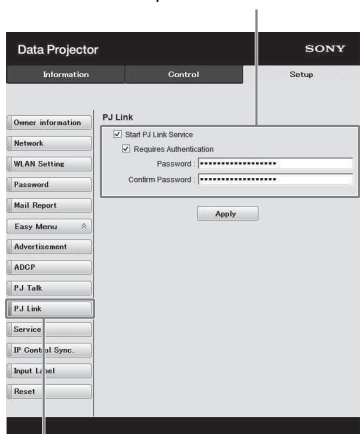 Data Projector
SONY
Information Control Setup
Owner information
Network
WLAN Setting
Password
Mail Report
Easy Menu
Advertisement
ADCP
PJ Talk
PJ Link
Service
IP Control Sync.
Input Label
Reset
PJ Link
Start PJ Link Service
Requires Authentication
Password : ••••••••••••••••••
Confirm Password : ••••••••••••••••••
Apply